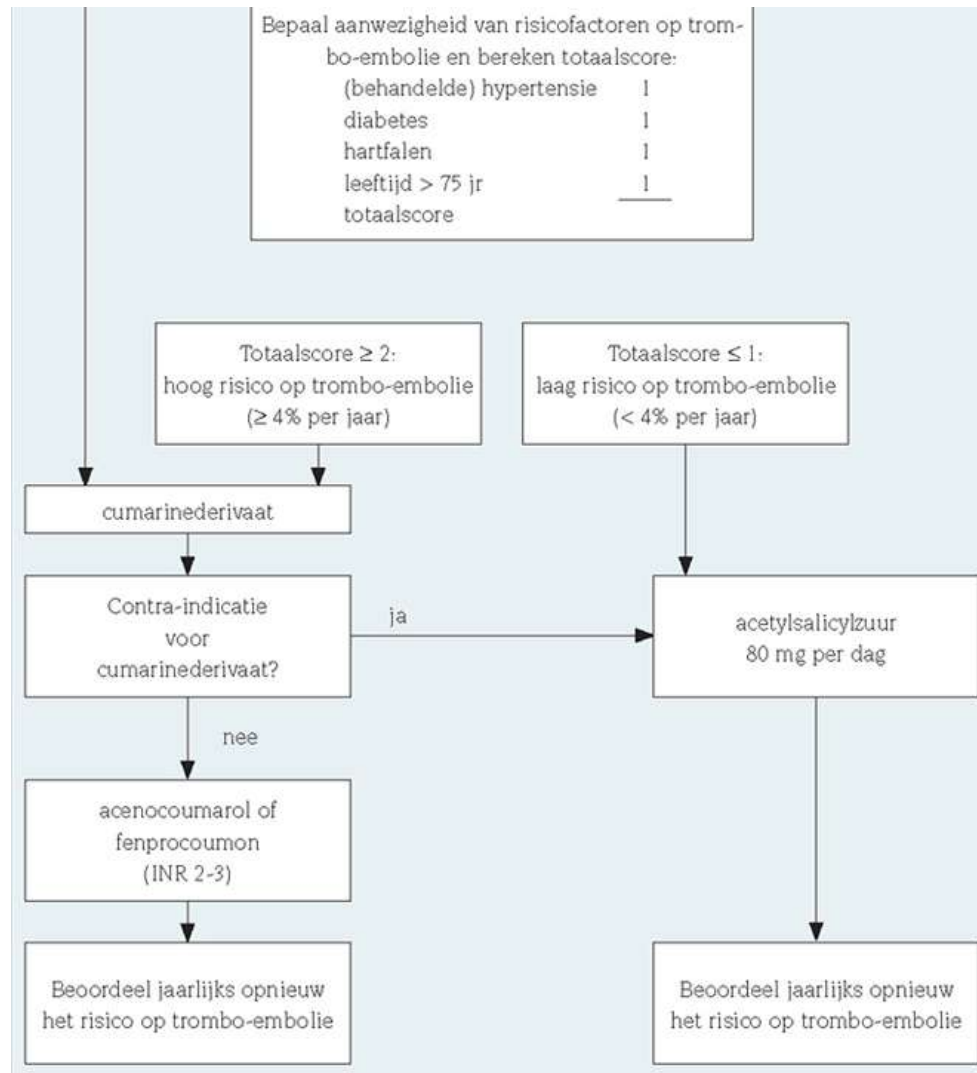 Bepaal aanwezigheid van risicofactoren op trom-
bo-embolie en bereken totaalscore:
(behandelde) hypertensie 1
diabetes 1
hartfalen 1
leeftijd > 75 jr 1
totaalscore
Totaalscore ≥ 2:
hoog risico op trombo-embolie
(≥ 4% per jaar)
Totaalscore ≤ 1:
laag risico op trombo-embolie
(< 4% per jaar)
cumarinederivaat
Contra-indicatie
voor
cumarinederivaat?
ja
acetylsalicylzuur
80 mg per dag
nee
acenocoumarol of
fenprocoumon
(INR 2-3)
Beoordeel jaarlijks opnieuw
het risico op trombo-embolie
Beoordeel jaarlijks opnieuw
het risico op trombo-embolie